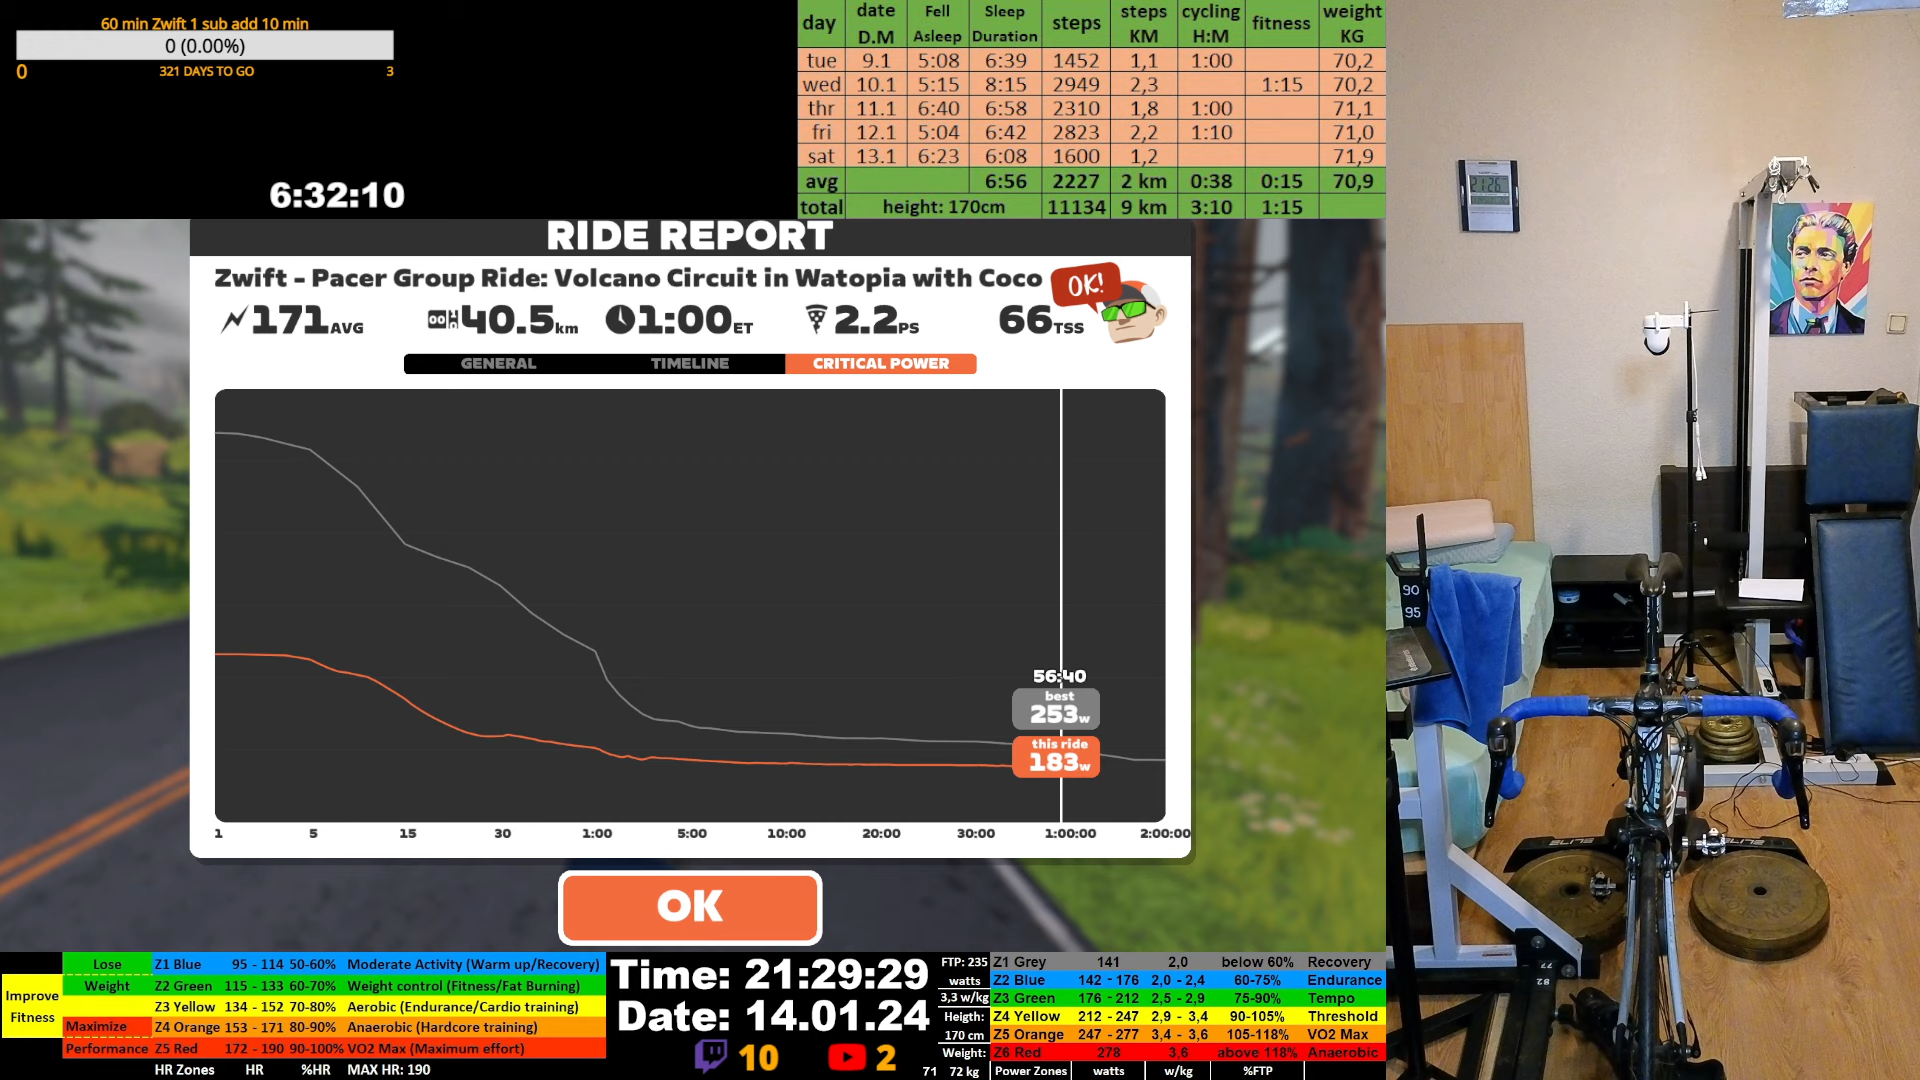 60 min Zwift 1 sub add 10 min
0 (0.00%)
0 321 DAYS TO GO 3
6:32:10
day date D.M Fell Asleep Sleep Duration steps steps KM cycling H:M fitness weight KG
tue 9.1 5:08 6:39 1452 1,1 1:00 70,2
wed 10.1 5:15 8:15 2949 2,3 1:15 70,2
thr 11.1 6:40 6:58 2310 1,8 1:00 71,1
fri 12.1 5:04 6:42 2823 2,2 1:10 71,0
sat 13.1 6:23 6:08 1600 1,2 71,9
avg 6:56 2227 2 km 0:38 0:15 70,9
total height: 170cm 11134 9 km 3:10 1:15
RIDE REPORT
Zwift - Pacer Group Ride: Volcano Circuit in Watopia with Coco
OK!
171AVG 40.5km 1:00ET 2.2PS 66TSS
GENERAL TIMELINE CRITICAL POWER
56:40
best
253w
this ride
183w
1 5 15 30 1:00 5:00 10:00 20:00 30:00 1:00:00 2:00:00
OK
Improve Fitness
Lose Weight
Maximize Performance
Z1 Blue 95 - 114 50-60% Moderate Activity (Warm up/Recovery)
Z2 Green 115 - 133 60-70% Weight control (Fitness/Fat Burning)
Z3 Yellow 134 - 152 70-80% Aerobic (Endurance/Cardio training)
Z4 Orange 153 - 171 80-90% Anaerobic (Hardcore training)
Z5 Red 172 - 190 90-100% VO2 Max (Maximum effort)
HR Zones HR %HR MAX HR: 190
Time: 21:29:29
Date: 14.01.24
10 2
FTP: 235
watts
3,3 w/kg
Heigth:
170 cm
Weight:
71 72 kg
Z1 Grey 141 2,0 below 60% Recovery
Z2 Blue 142 - 176 2,0 - 2,4 60-75% Endurance
Z3 Green 176 - 212 2,5 - 2,9 75-90% Tempo
Z4 Yellow 212 - 247 2,9 - 3,4 90-105% Threshold
Z5 Orange 247 - 277 3,4 - 3,6 105-118% VO2 Max
Z6 Red 278 3,6 above 118% Anaerobic
Power Zones watts w/kg %FTP
21:26
90
95
TREK
ELITE